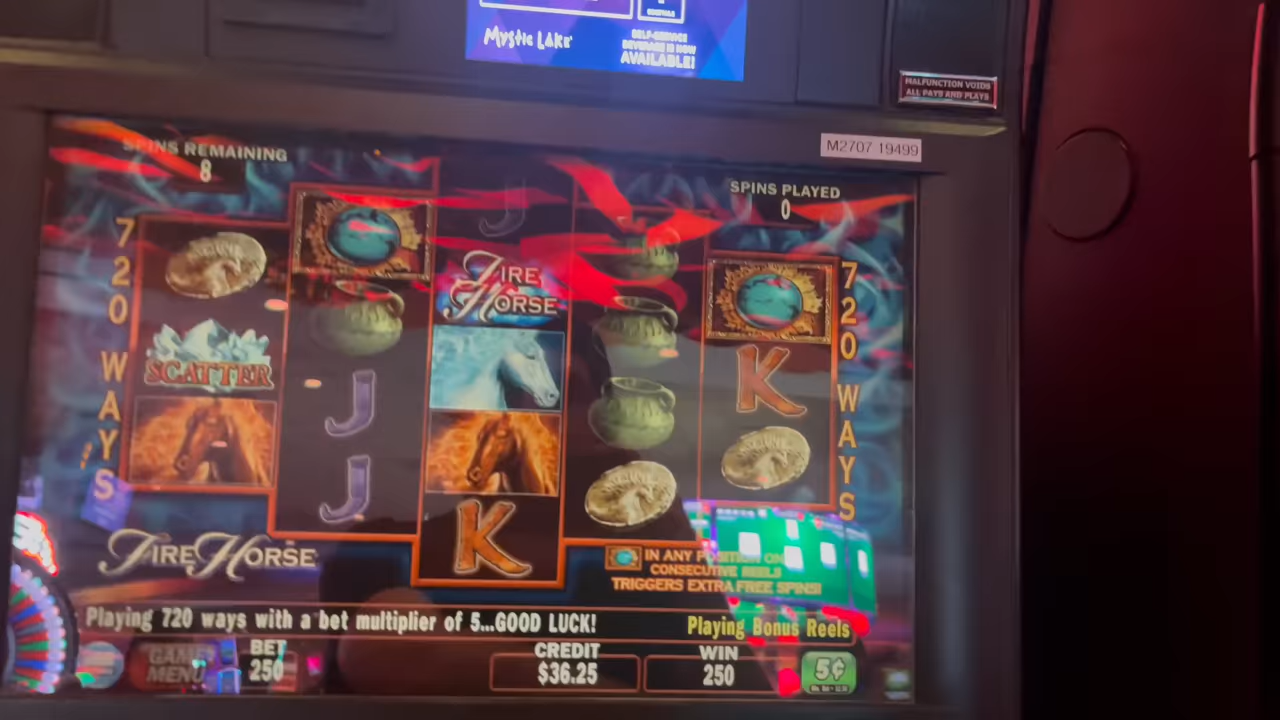 Mystic Lake
SELF-SERVICE
BEVERAGE IS NOW
AVAILABLE!
MALFUNCTION VOIDS
ALL PAYS AND PLAYS
M2707 19499
SPINS REMAINING
8
SPINS PLAYED
0
720 WAYS
SCATTER
J
J
J
FIRE
HORSE
K
K
720 WAYS
FIRE HORSE
IN ANY POSITION ON
CONSECUTIVE REELS
TRIGGERS EXTRA FREE SPINS!
Playing 720 ways with a bet multiplier of 5...GOOD LUCK!
Playing Bonus Reels
GAME
MENU
BET
250
CREDIT
$36.25
WIN
250
5¢